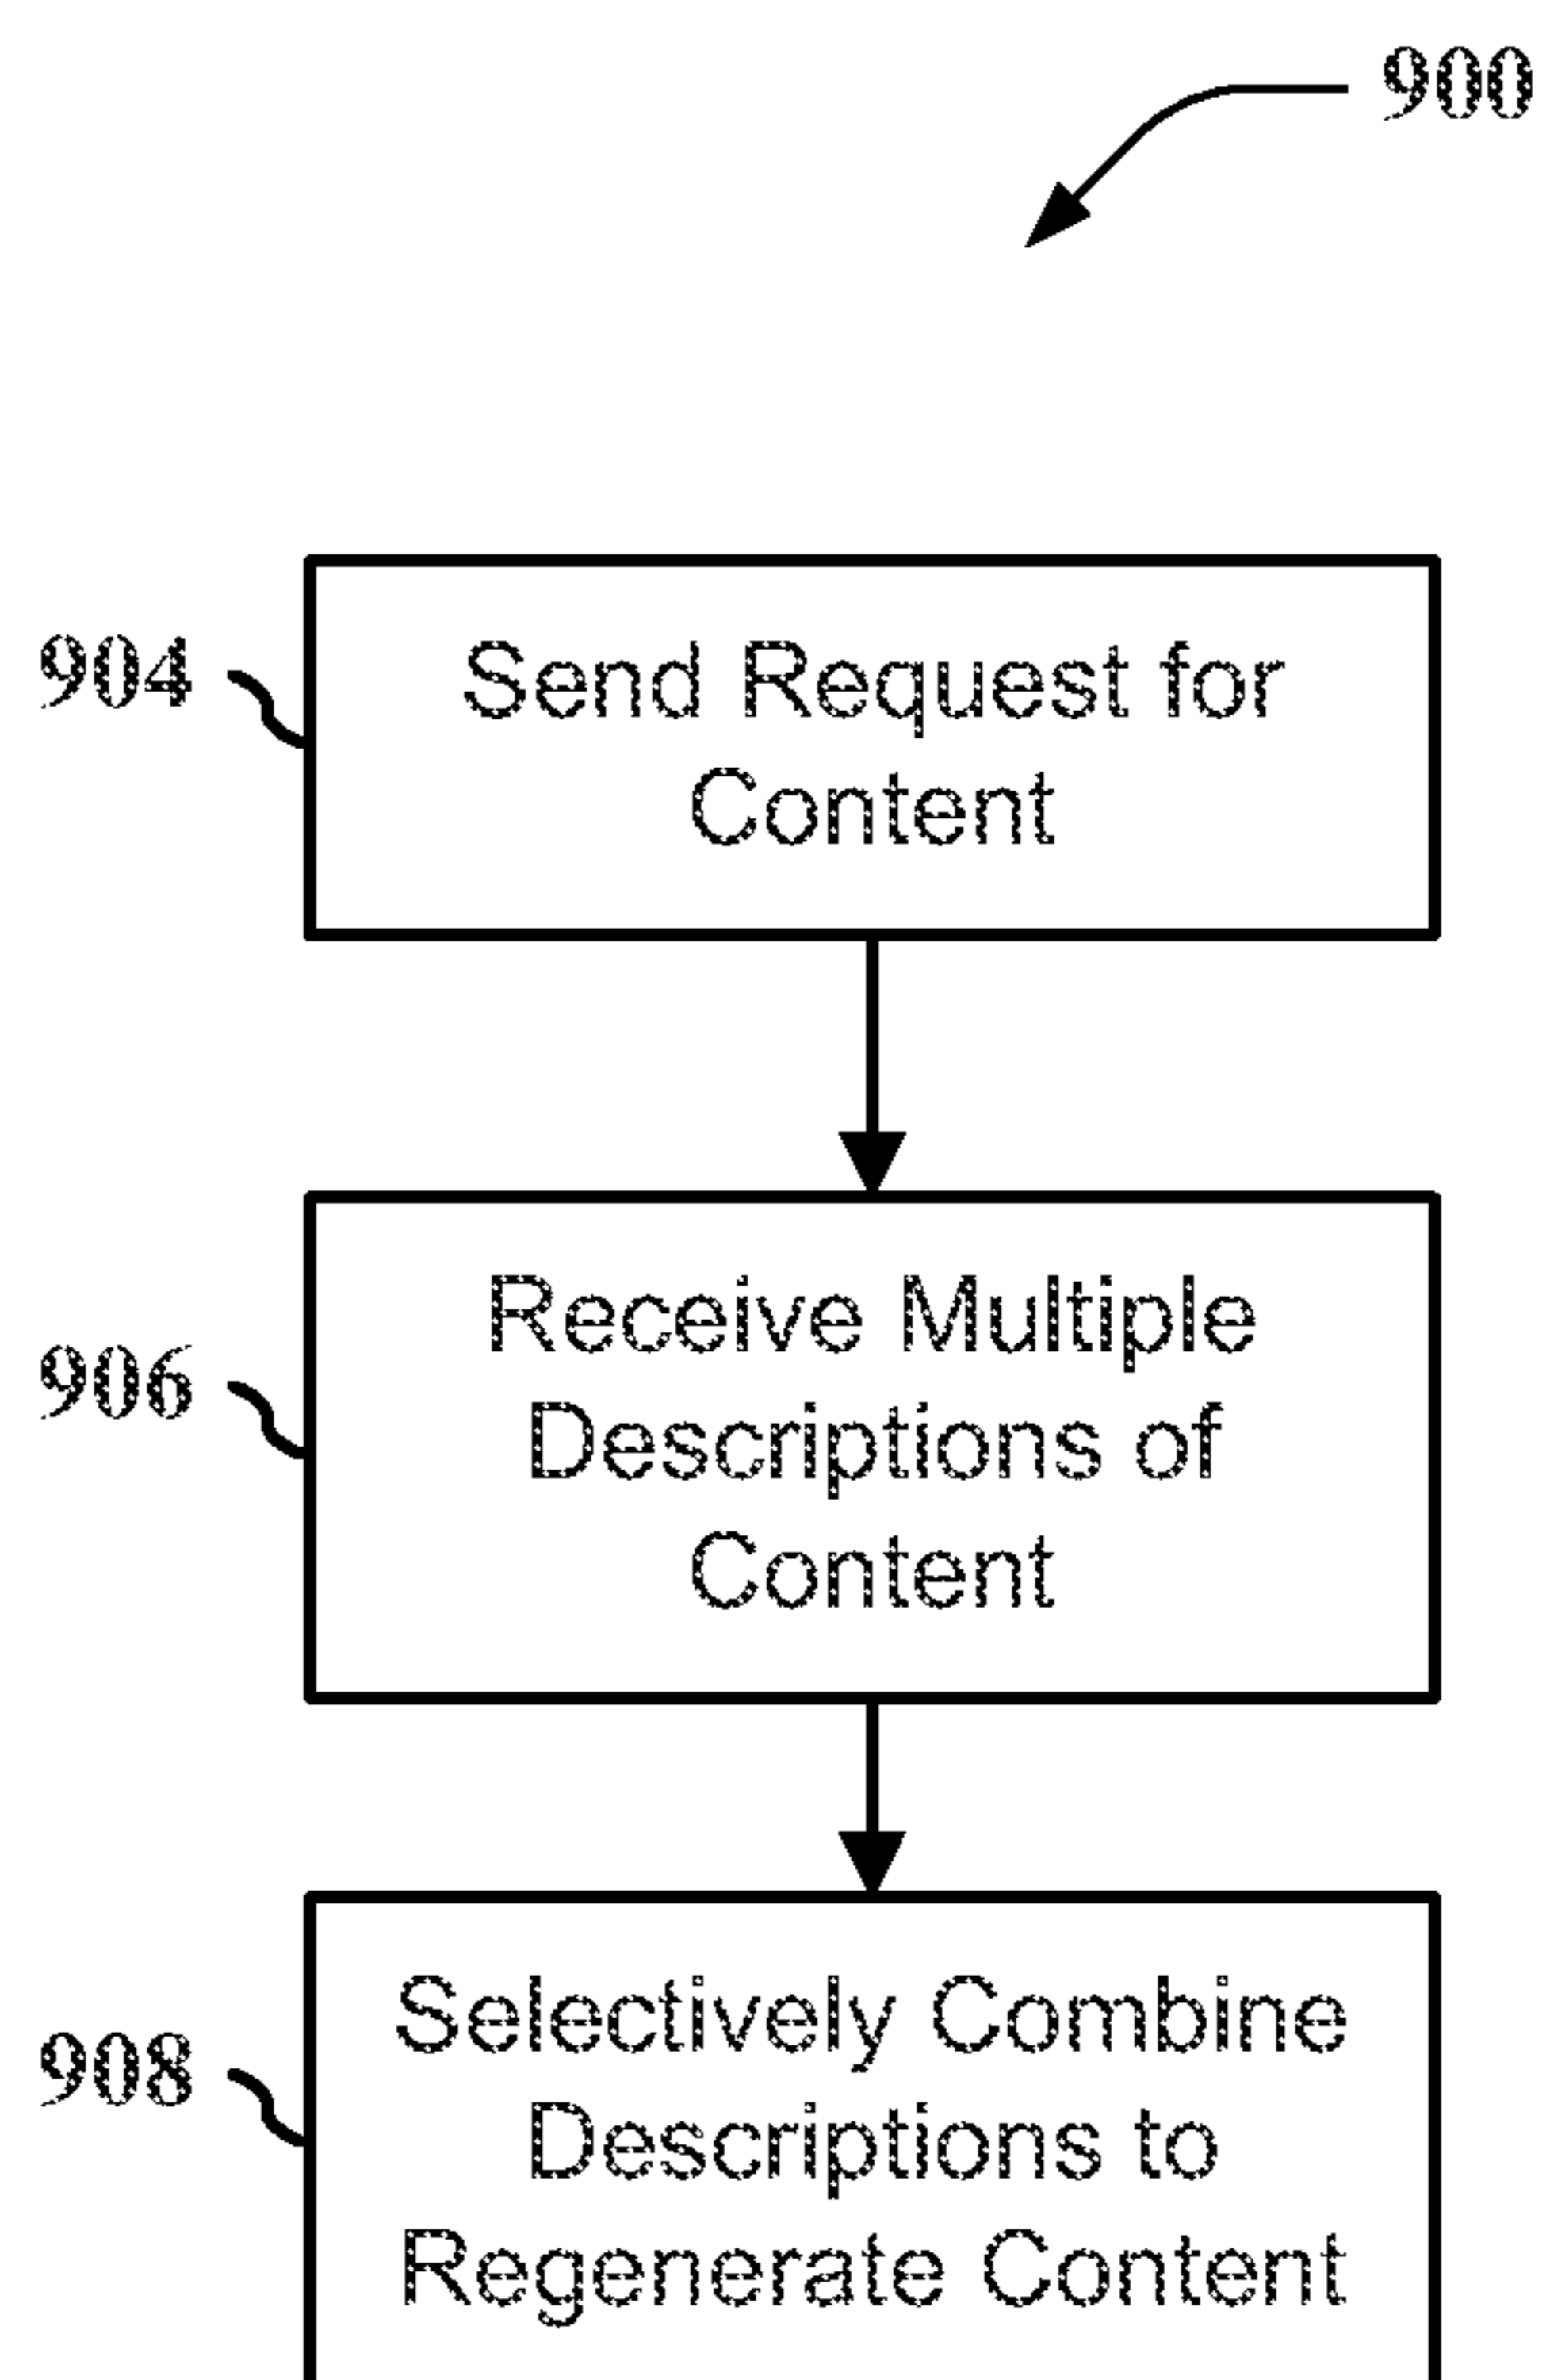 900
904
Send Request for
Content
906
Receive Multiple
Descriptions of
Content
908
Selectively Combine
Descriptions to
Regenerate Content